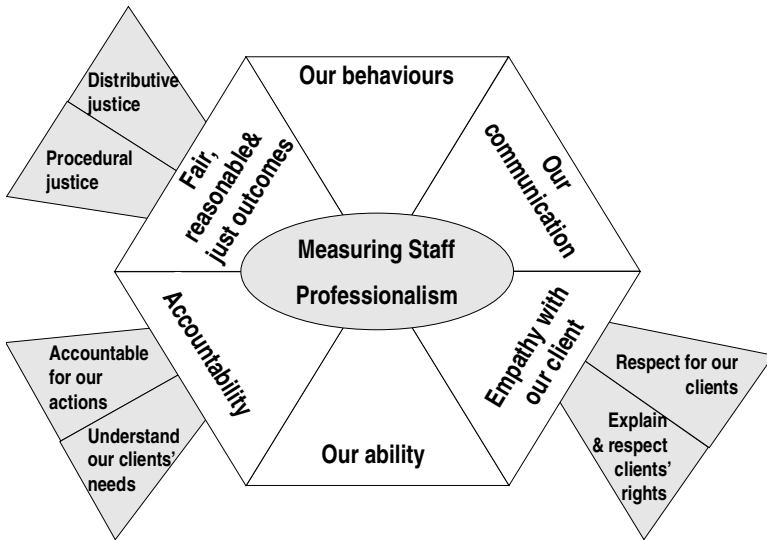 Distributive
justice
Procedural
justice
Fair,
reasonable&
just outcomes
Our behaviours
Our
communication
Measuring Staff
Professionalism
Accountability
Empathy with
our client
Our ability
Accountable
for our
actions
Understand
our clients’
needs
Respect for our
clients
Explain
& respect
clients’
rights